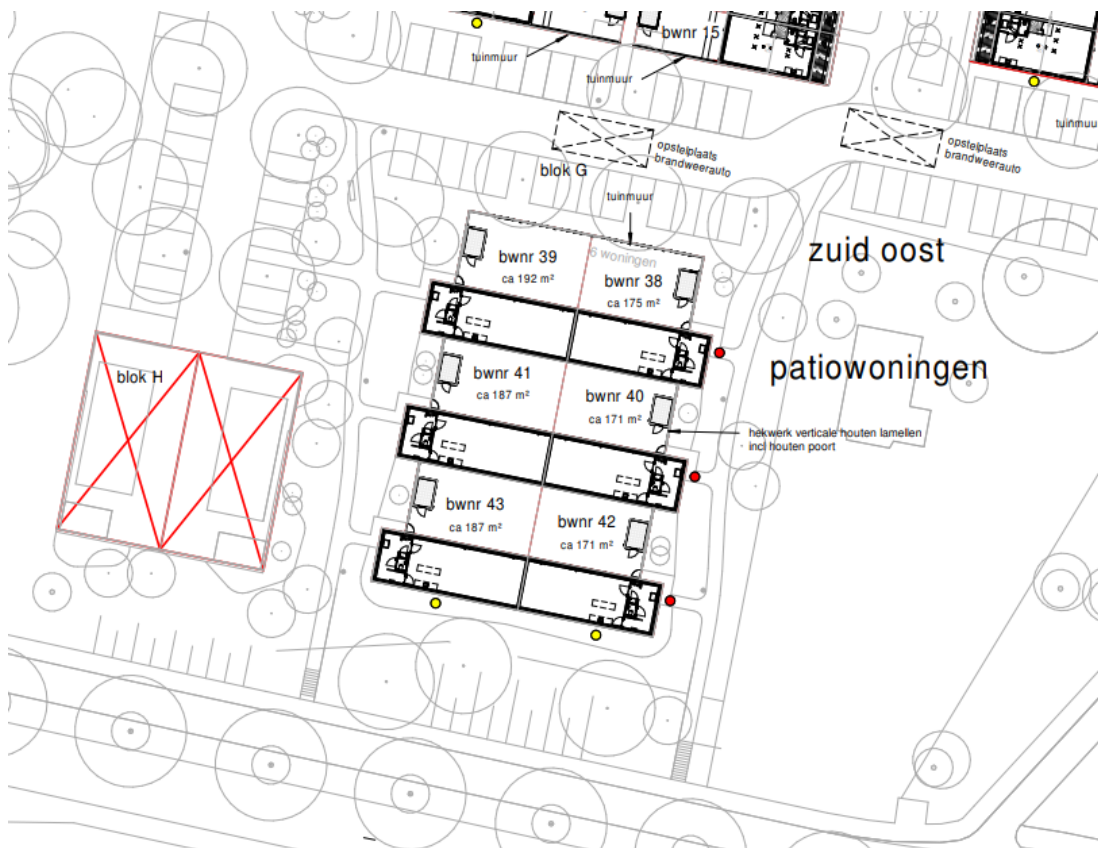 bwnr 15
tuinmuur
tuinmuur
tuinmuur
opstelplaats
brandweerauto
opstelplaats
brandweerauto
blok G
tuinmuur
zuid oost
6 woningen
bwnr 39
ca 192 m²
bwnr 38
ca 175 m²
patiowoningen
blok H
bwnr 41
ca 187 m²
bwnr 40
ca 171 m²
hekwerk verticale houten lamellen
incl houten poort
bwnr 43
ca 187 m²
bwnr 42
ca 171 m²